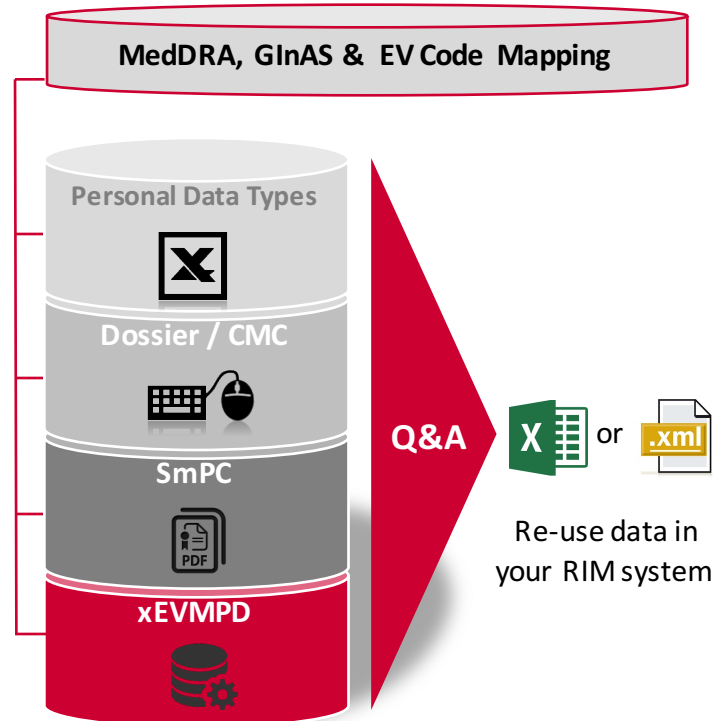 MedDRA, GInAS & EV Code Mapping
Personal Data Types
X
Dossier / CMC
SmPC
PDF
xEVMPD
Q&A
X
or
.xml
Re-use data in
your RIM system